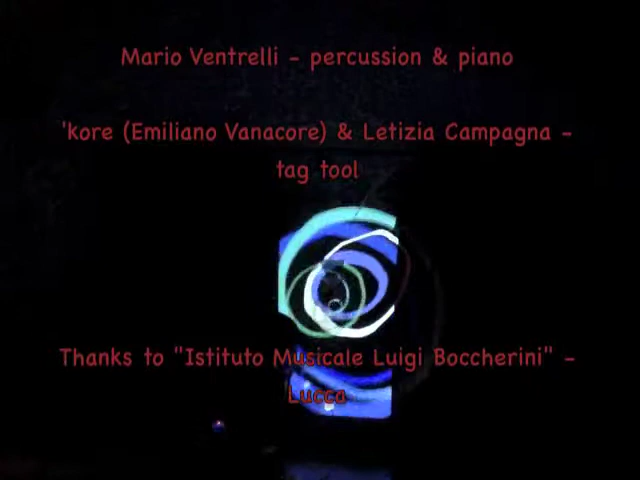 Mario Ventrelli - percussion & piano
'kore (Emiliano Vanacore) & Letizia Campagna -
tag tool
Thanks to "Istituto Musicale Luigi Boccherini" -
Lucca